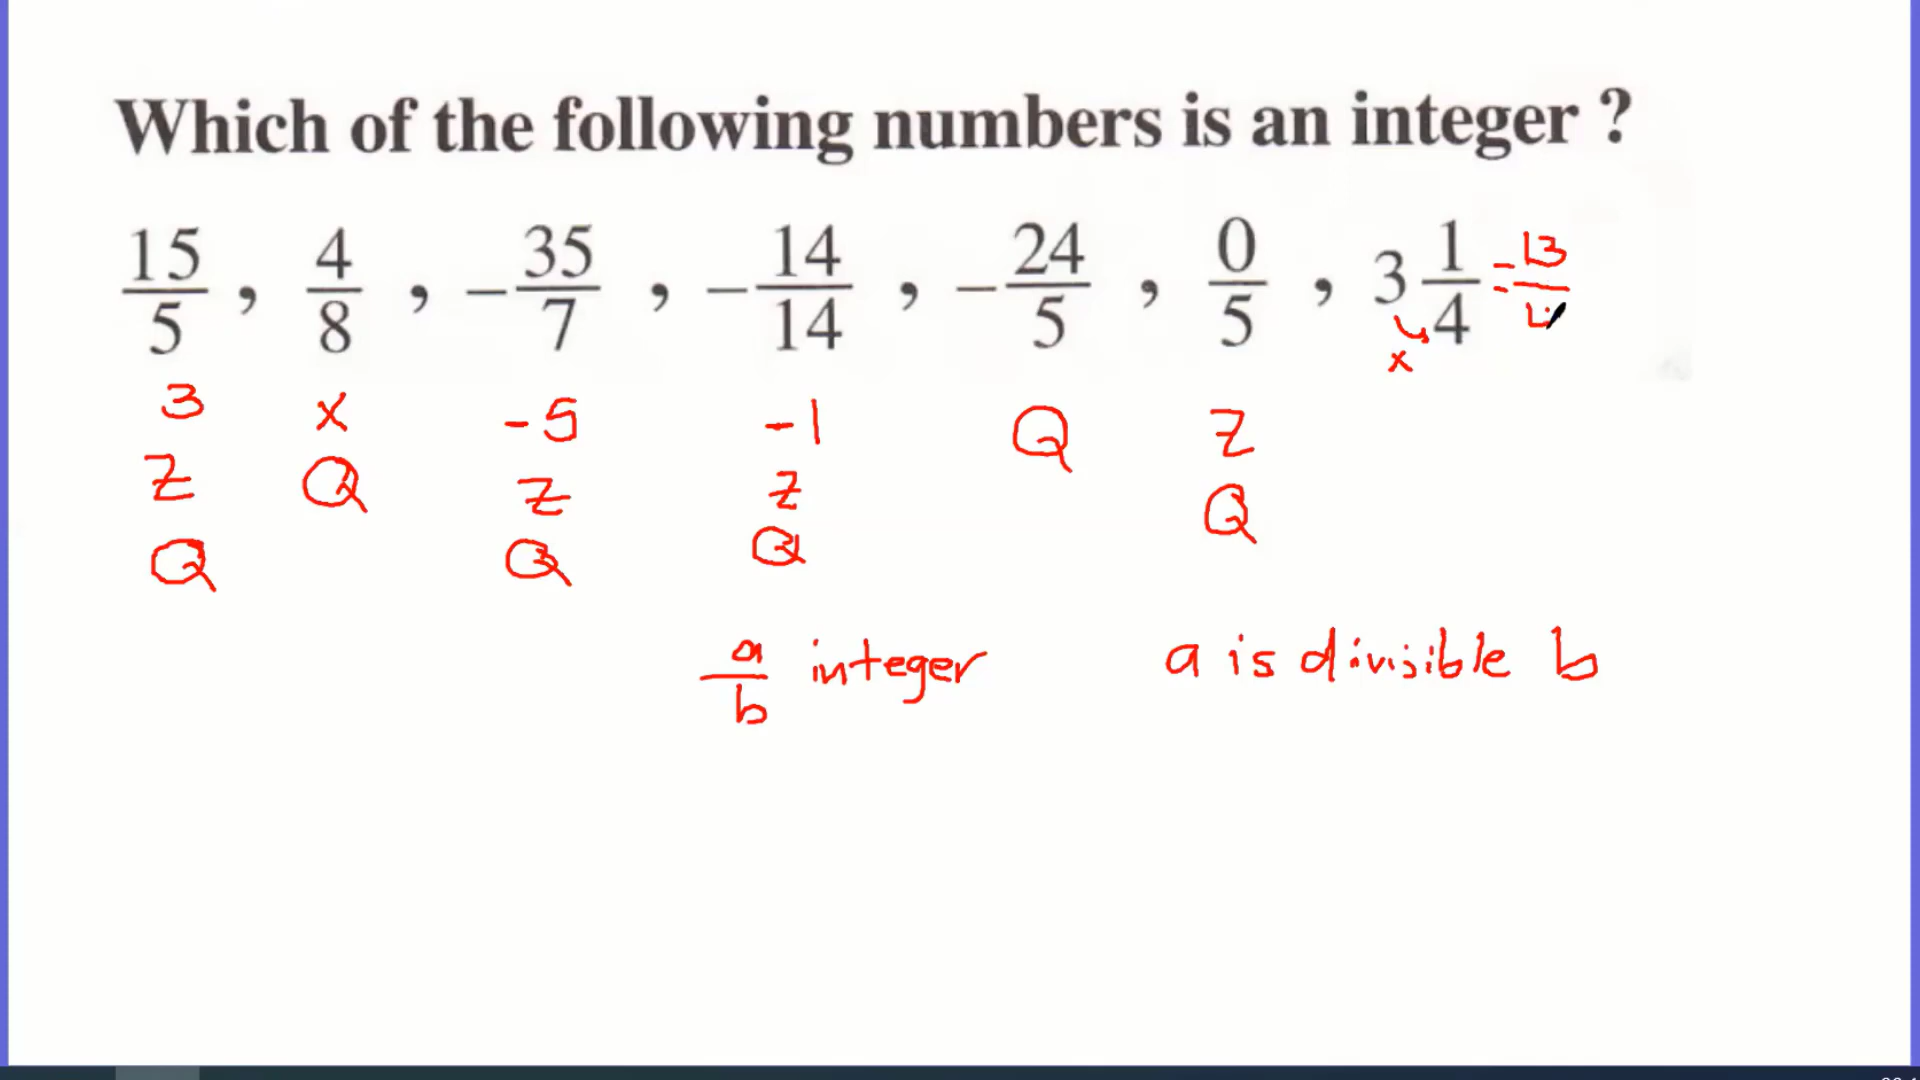 Which of the following numbers is an integer ?
15/5 , 4/8 , -35/7 , -14/14 , -24/5 , 0/5 , 3 1/4 = 13/4
x
3 x -5 -1 Q Z
Z Q Z Z Q
Q Q Q
a/b integer a is divisible b